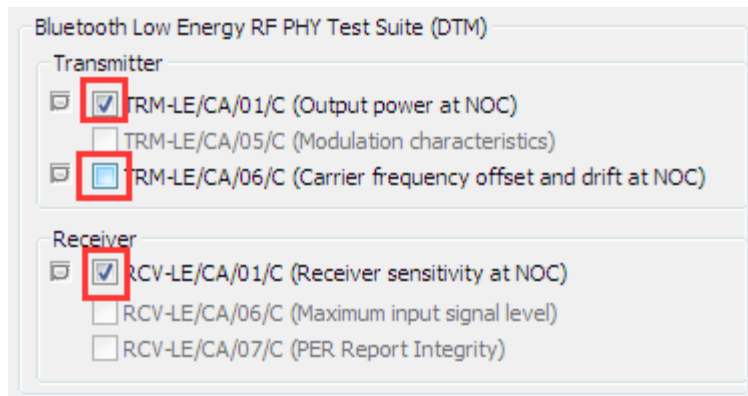 Bluetooth Low Energy RF PHY Test Suite (DTM)
Transmitter
TRM-LE/CA/01/C (Output power at NOC)
TRM-LE/CA/05/C (Modulation characteristics)
TRM-LE/CA/06/C (Carrier frequency offset and drift at NOC)
Receiver
RCV-LE/CA/01/C (Receiver sensitivity at NOC)
RCV-LE/CA/06/C (Maximum input signal level)
RCV-LE/CA/07/C (PER Report Integrity)